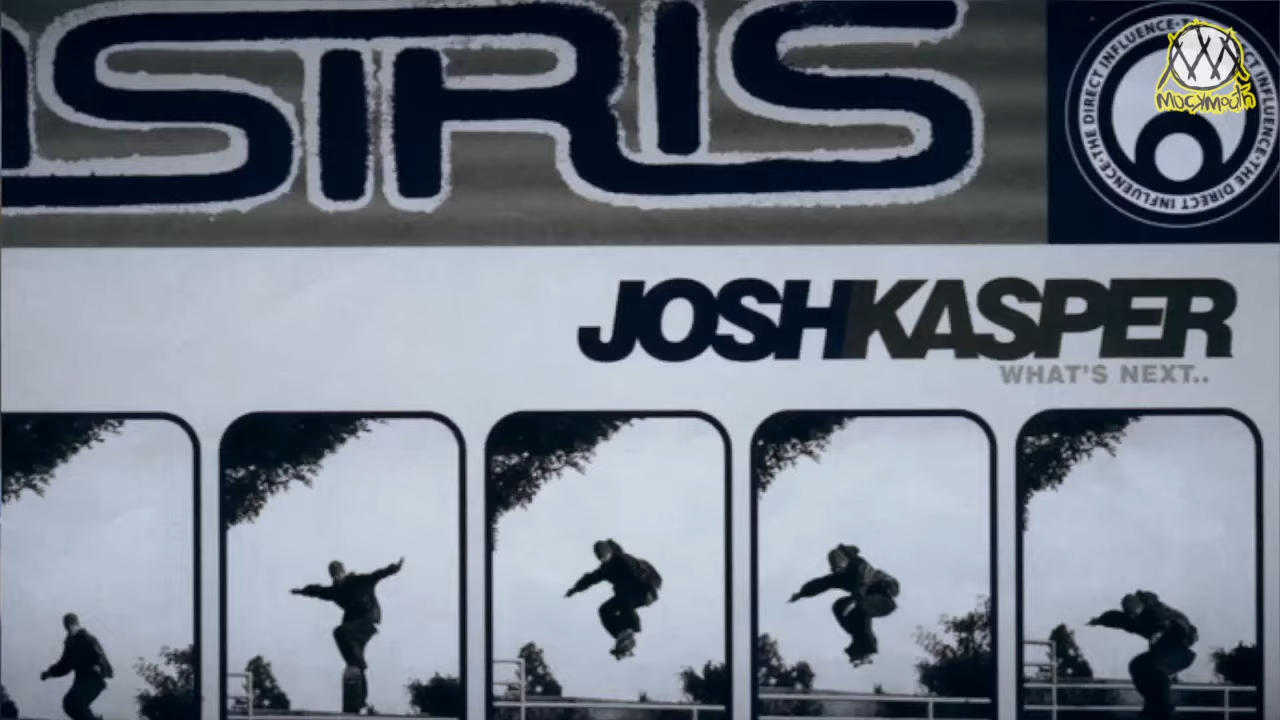 OSIRIS
THE DIRECT INFLUENCE · THE DIRECT INFLUENCE · THE DIRECT INFLUENCE
MUCKMOUTH
JOSHKASPER
WHAT'S NEXT..